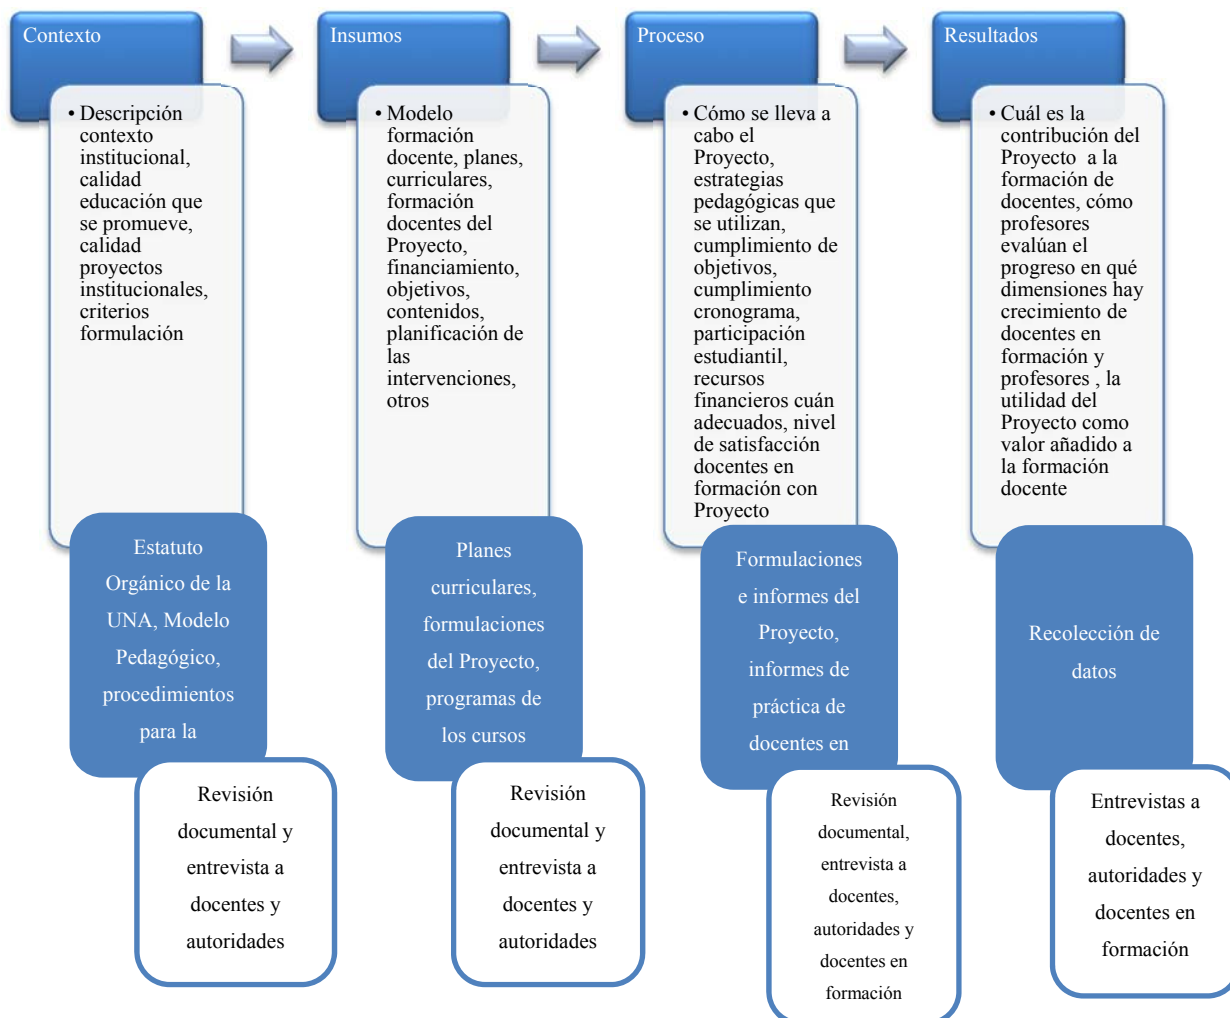 Contexto
Insumos
Proceso
Resultados
• Descripción
contexto
institucional,
calidad
educación que
se promueve,
calidad
proyectos
institucionales,
criterios
formulación
• Modelo
formación
docente, planes,
curriculares,
formación
docentes del
Proyecto,
financiamiento,
objetivos,
contenidos,
planificación de
las
intervenciones,
otros
• Cómo se lleva a
cabo el
Proyecto,
estrategias
pedagógicas que
se utilizan,
cumplimiento de
objetivos,
cumplimiento
cronograma,
participación
estudiantil,
recursos
financieros cuán
adecuados, nivel
de satisfacción
docentes en
formación con
Proyecto
• Cuál es la
contribución del
Proyecto a la
formación de
docentes, cómo
profesores
evalúan el
progreso en qué
dimensiones hay
crecimiento de
docentes en
formación y
profesores , la
utilidad del
Proyecto como
valor añadido a
la formación
docente
Estatuto
Orgánico de la
UNA, Modelo
Pedagógico,
procedimientos
para la
Planes
curriculares,
formulaciones
del Proyecto,
programas de
los cursos
Formulaciones
e informes del
Proyecto,
informes de
práctica de
docentes en
Recolección de
datos
Revisión
documental y
entrevista a
docentes y
autoridades
Revisión
documental y
entrevista a
docentes y
autoridades
Revisión
documental,
entrevista a
docentes,
autoridades y
docentes en
formación
Entrevistas a
docentes,
autoridades y
docentes en
formación